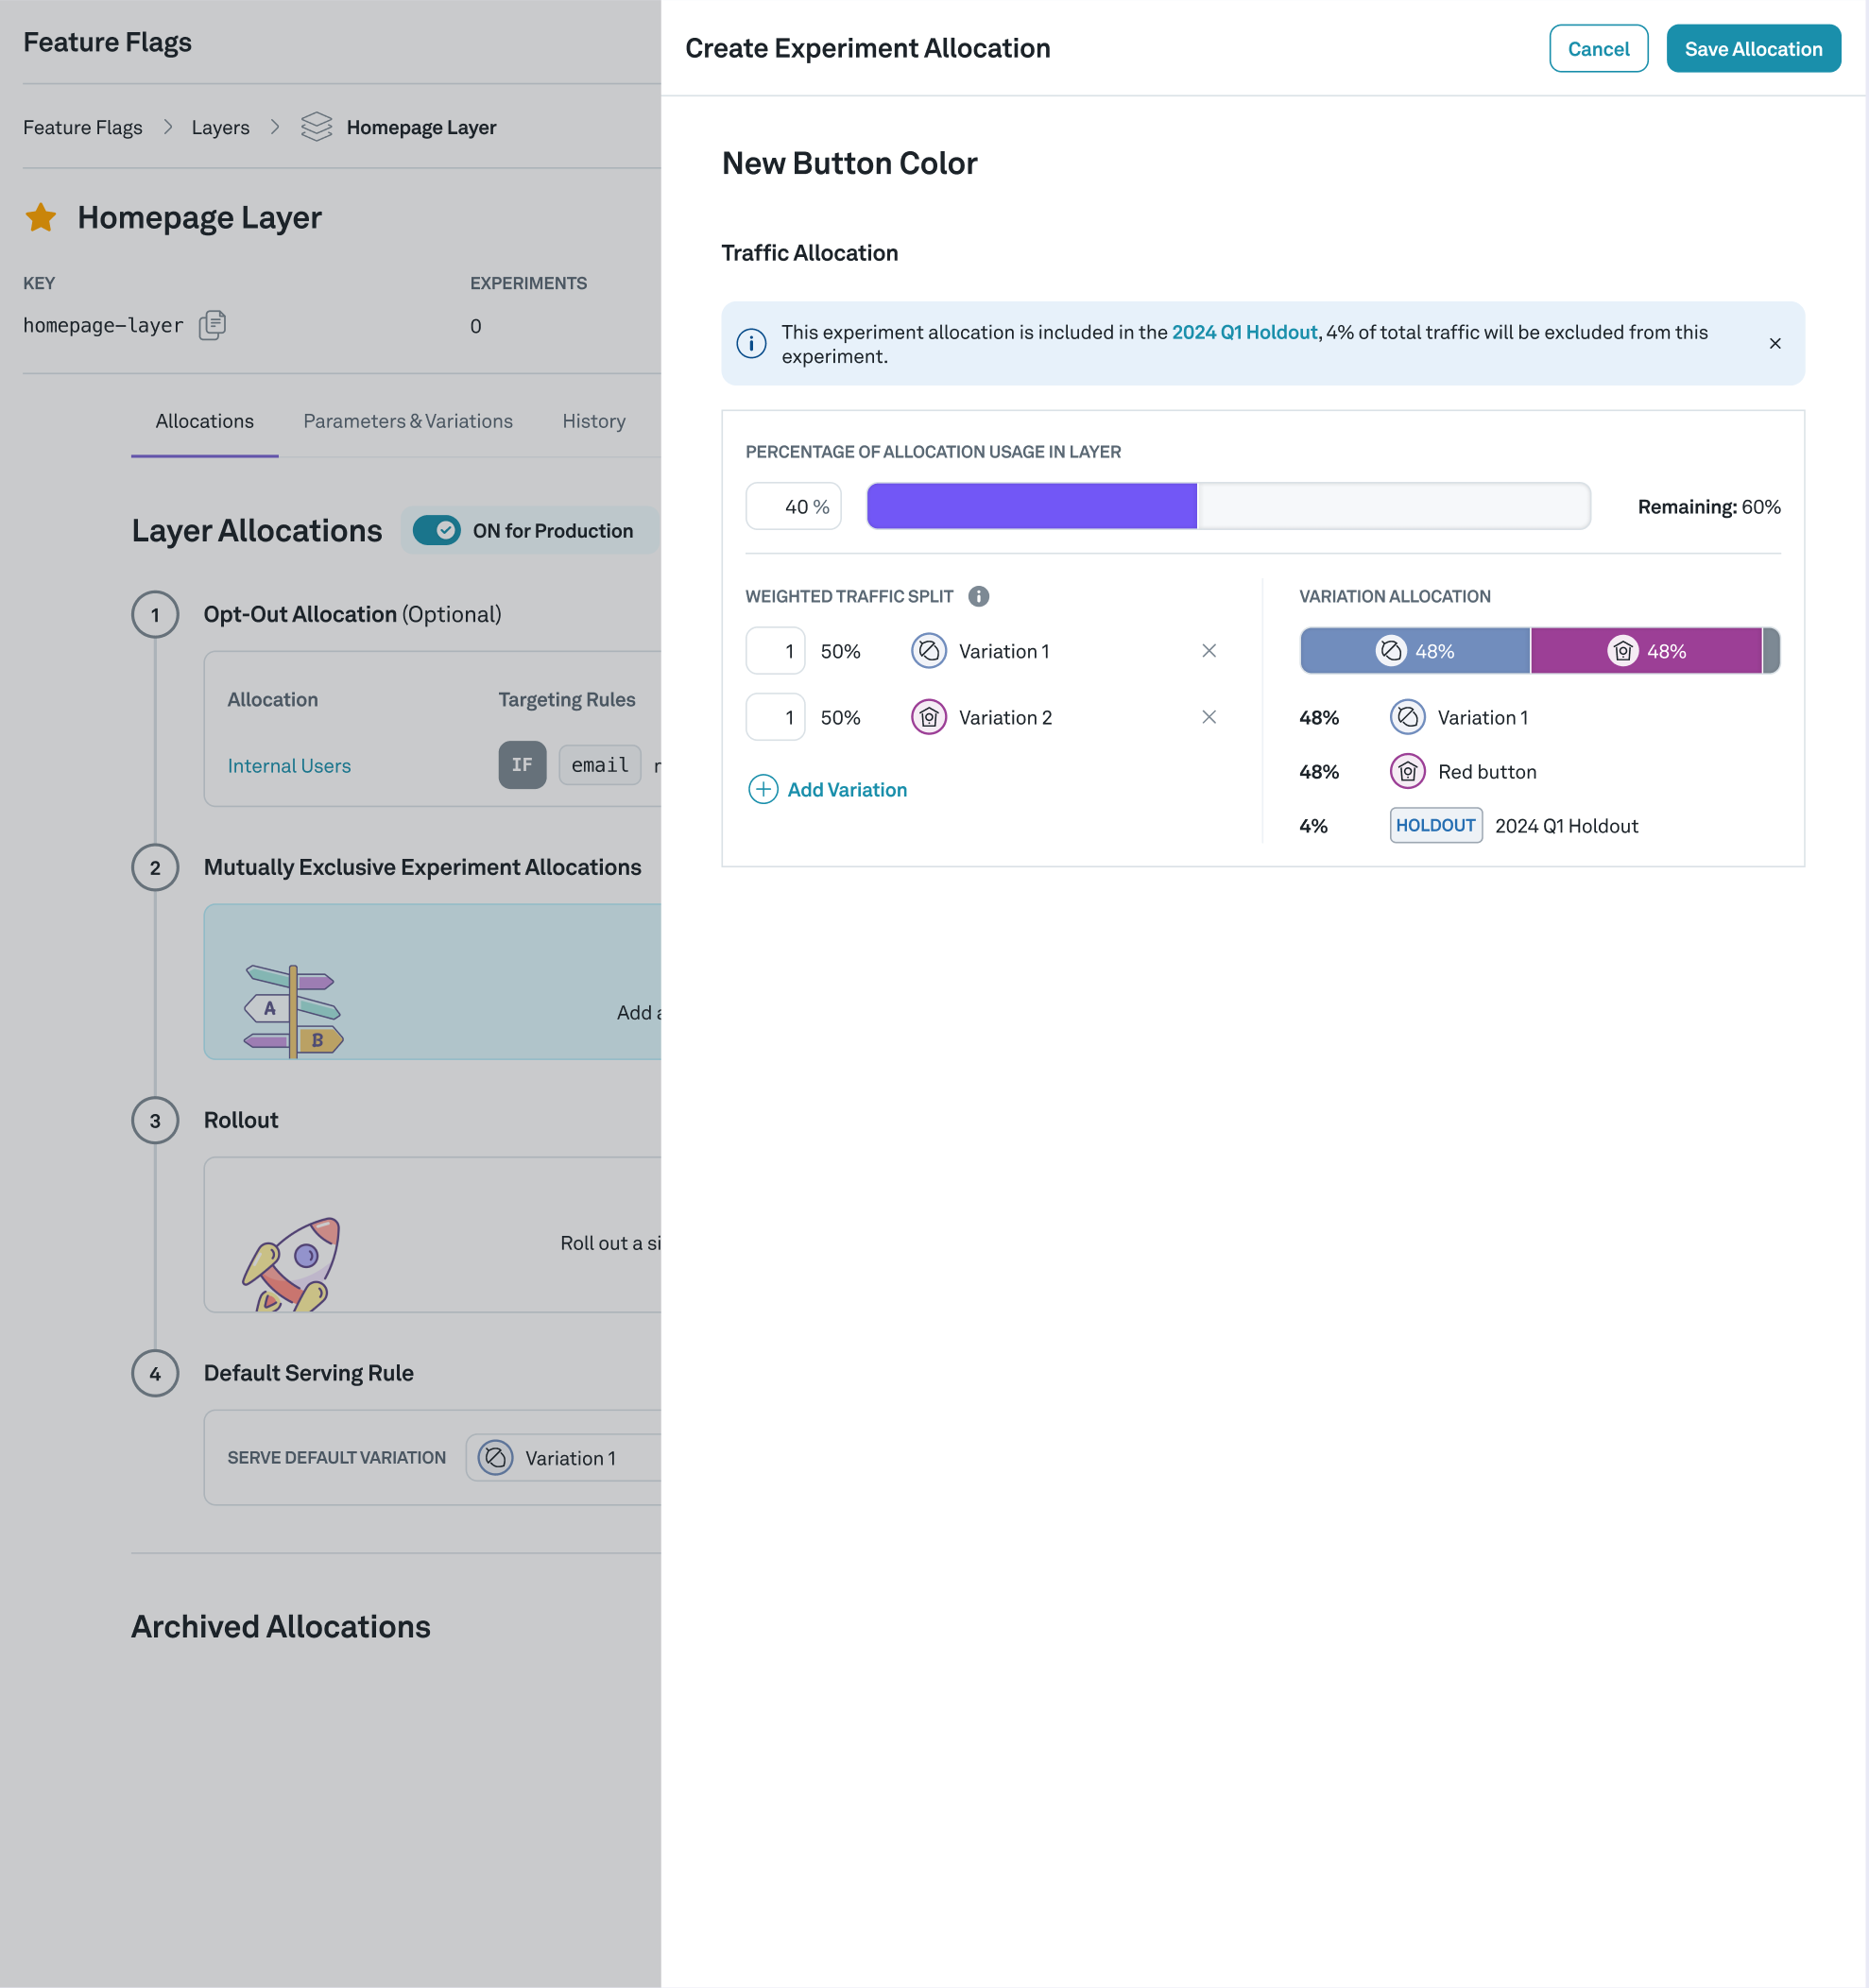 Feature Flags
Feature Flags > Layers > Homepage Layer
Homepage Layer
KEY
EXPERIMENTS
homepage-layer
0
Allocations
Parameters & Variations
History
Layer Allocations
ON for Production
1
Opt-Out Allocation (Optional)
Allocation
Targeting Rules
Internal Users
IF
email
2
Mutually Exclusive Experiment Allocations
A
B
Add
3
Rollout
Roll out a
4
Default Serving Rule
SERVE DEFAULT VARIATION
Variation 1
Archived Allocations
Create Experiment Allocation
Cancel
Save Allocation
New Button Color
Traffic Allocation
This experiment allocation is included in the 2024 Q1 Holdout, 4% of total traffic will be excluded from this
experiment.
PERCENTAGE OF ALLOCATION USAGE IN LAYER
40 %
Remaining: 60%
WEIGHTED TRAFFIC SPLIT
1 50% Variation 1
1 50% Variation 2
Add Variation
VARIATION ALLOCATION
48%
48%
48% Variation 1
48% Red button
4% HOLDOUT 2024 Q1 Holdout